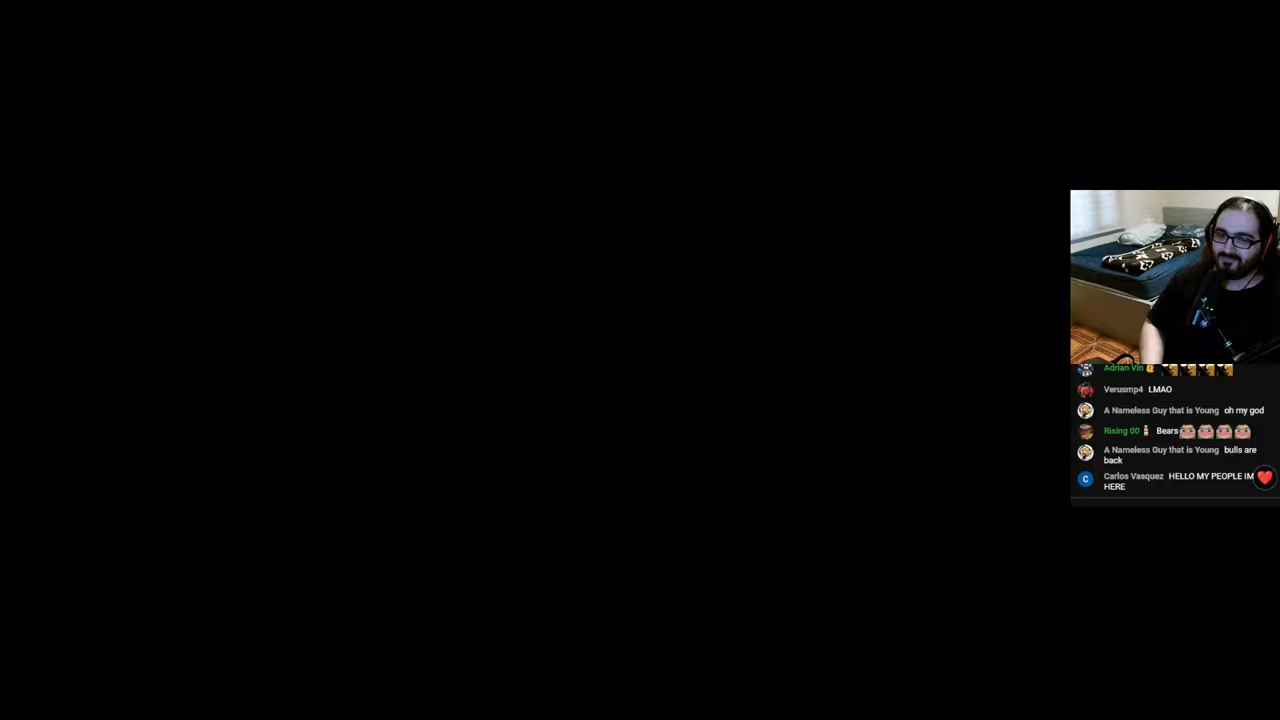 Adrian Vin
Verusmp4 LMAO
A Nameless Guy that is Young oh my god
Rising 00 Bears
A Nameless Guy that is Young bulls are
back
C Carlos Vasquez HELLO MY PEOPLE IM
HERE